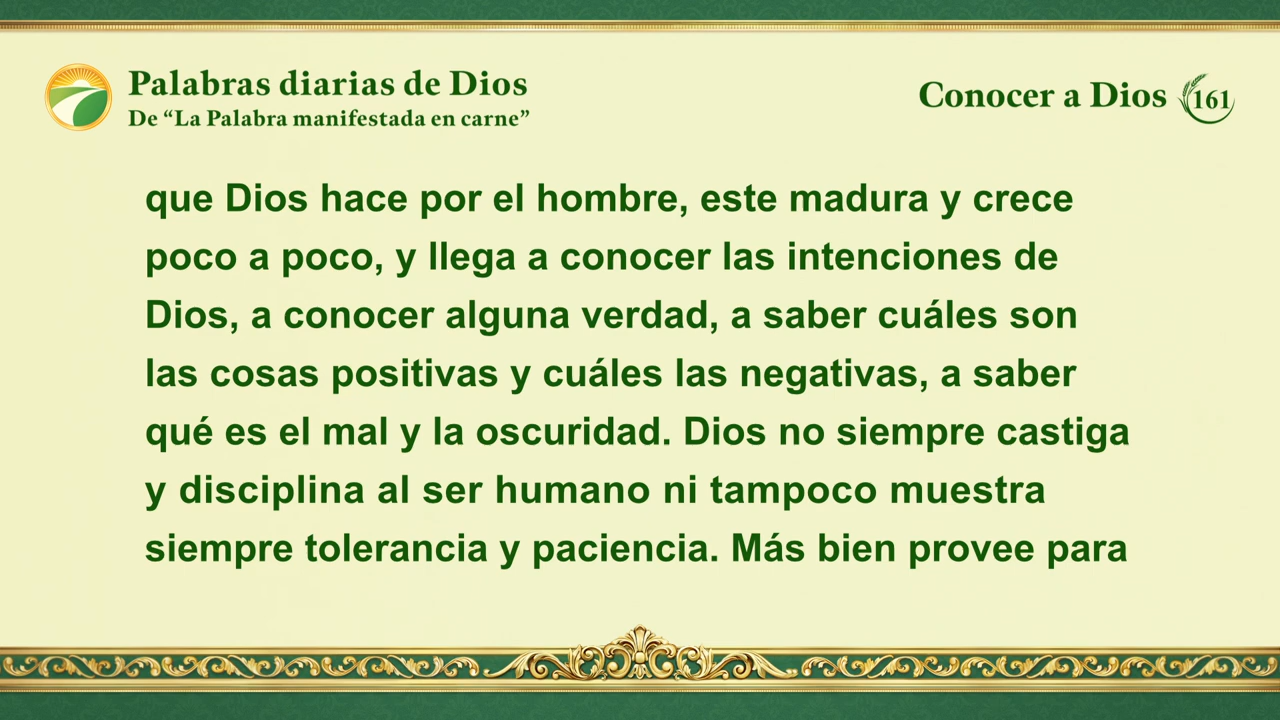 Palabras diarias de Dios
De “La Palabra manifestada en carne”
Conocer a Dios 161
que Dios hace por el hombre, este madura y crece
poco a poco, y llega a conocer las intenciones de
Dios, a conocer alguna verdad, a saber cuáles son
las cosas positivas y cuáles las negativas, a saber
qué es el mal y la oscuridad. Dios no siempre castiga
y disciplina al ser humano ni tampoco muestra
siempre tolerancia y paciencia. Más bien provee para